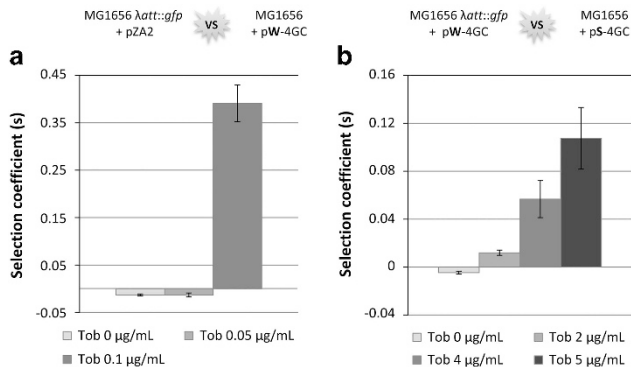 MG1656 λatt::gfp
+ pZA2
VS
MG1656
+ pW-4GC
MG1656 λatt::gfp
+ pW-4GC
VS
MG1656
+ pS-4GC
a
Selection coefficient (s)
0.45
0.35
0.25
0.15
0.05
-0.05
Tob 0 µg/mL
Tob 0.05 µg/mL
Tob 0.1 µg/mL
b
Selection coefficient (s)
0.16
0.12
0.08
0.04
0
-0.04
Tob 0 µg/mL
Tob 2 µg/mL
Tob 4 µg/mL
Tob 5 µg/mL